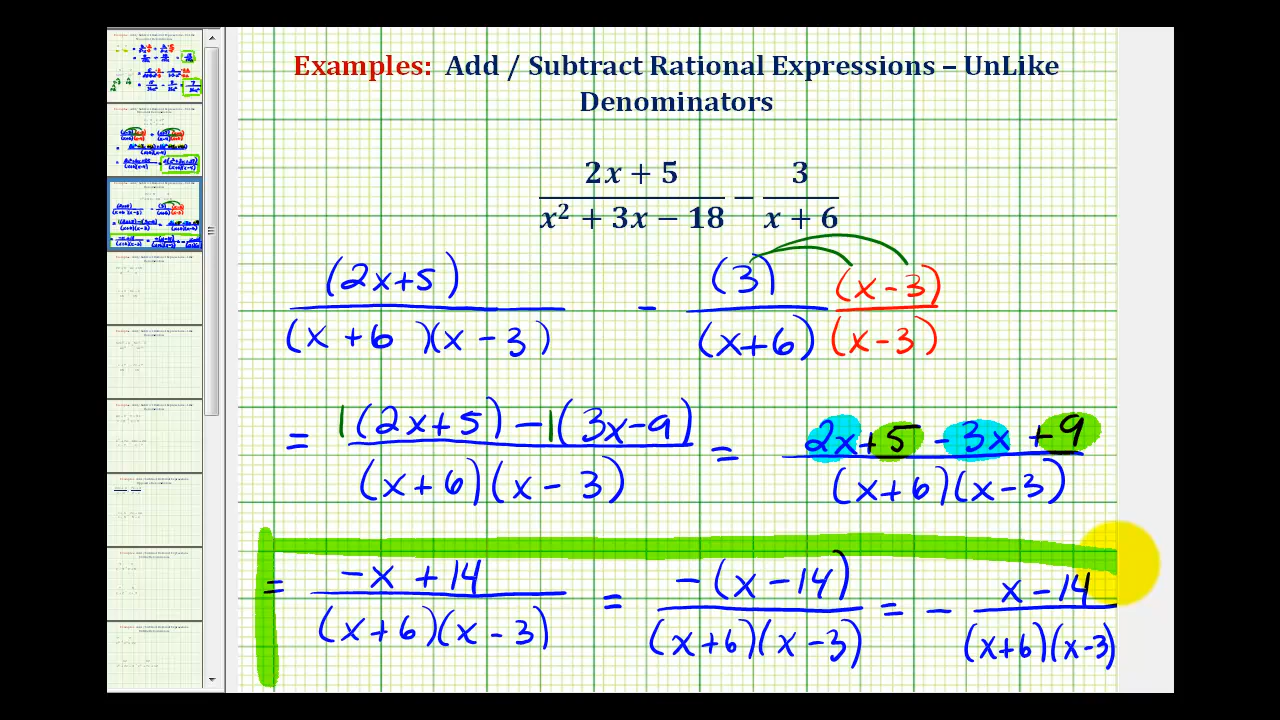 Examples: Add / Subtract Rational Expressions – UnLike
Denominators
2x + 5 3
x² + 3x − 18 − x + 6
(2x+5) (3) (x-3)
(x+6)(x-3) - (x+6) (x-3)
= 1(2x+5) - 1(3x-9) = 2x+5-3x+9
(x+6)(x-3) (x+6)(x-3)
= -x+14 = -(x-14) = - x-14
(x+6)(x-3) (x+6)(x-3) (x+6)(x-3)